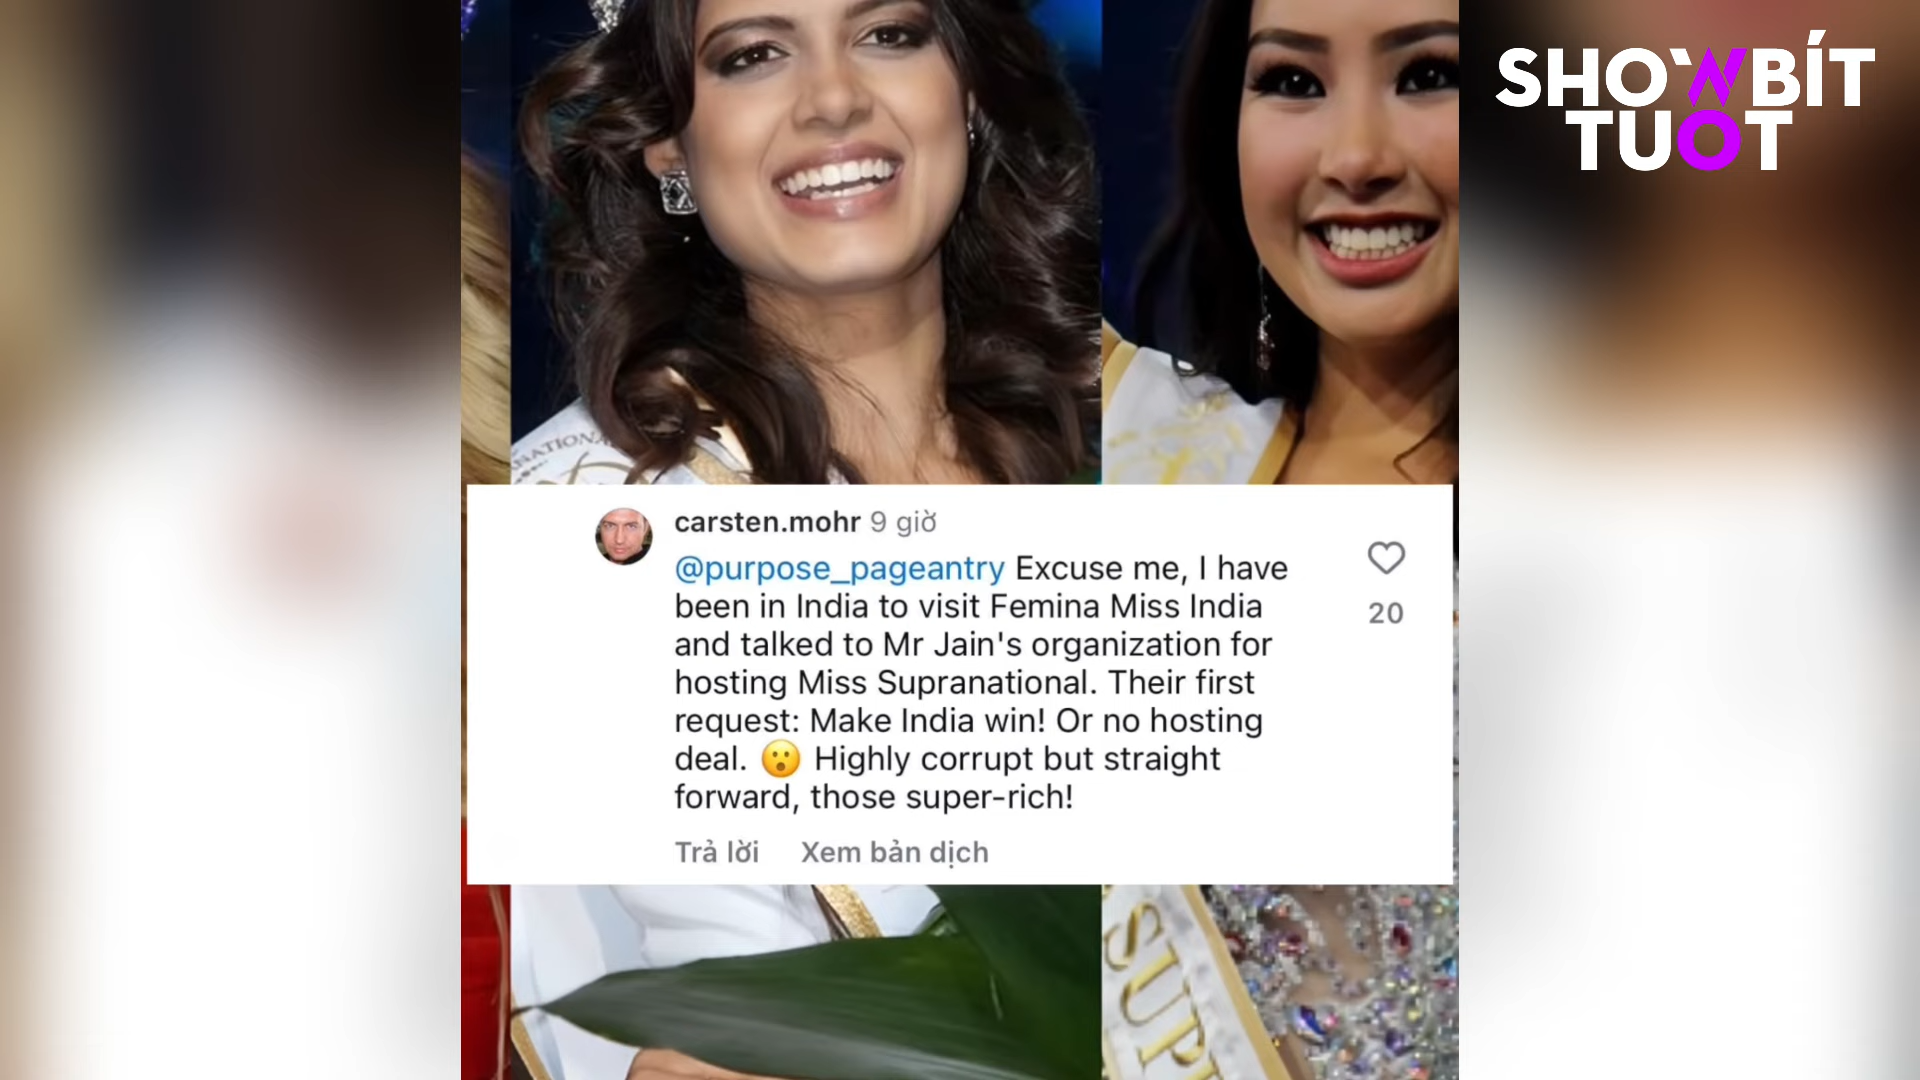 SHOWBÍT
TUOT
carsten.mohr 9 giờ
@purpose_pageantry Excuse me, I have
been in India to visit Femina Miss India
and talked to Mr Jain's organization for
hosting Miss Supranational. Their first
request: Make India win! Or no hosting
deal. 😮 Highly corrupt but straight
forward, those super-rich!
20
Trả lời Xem bản dịch
SUP